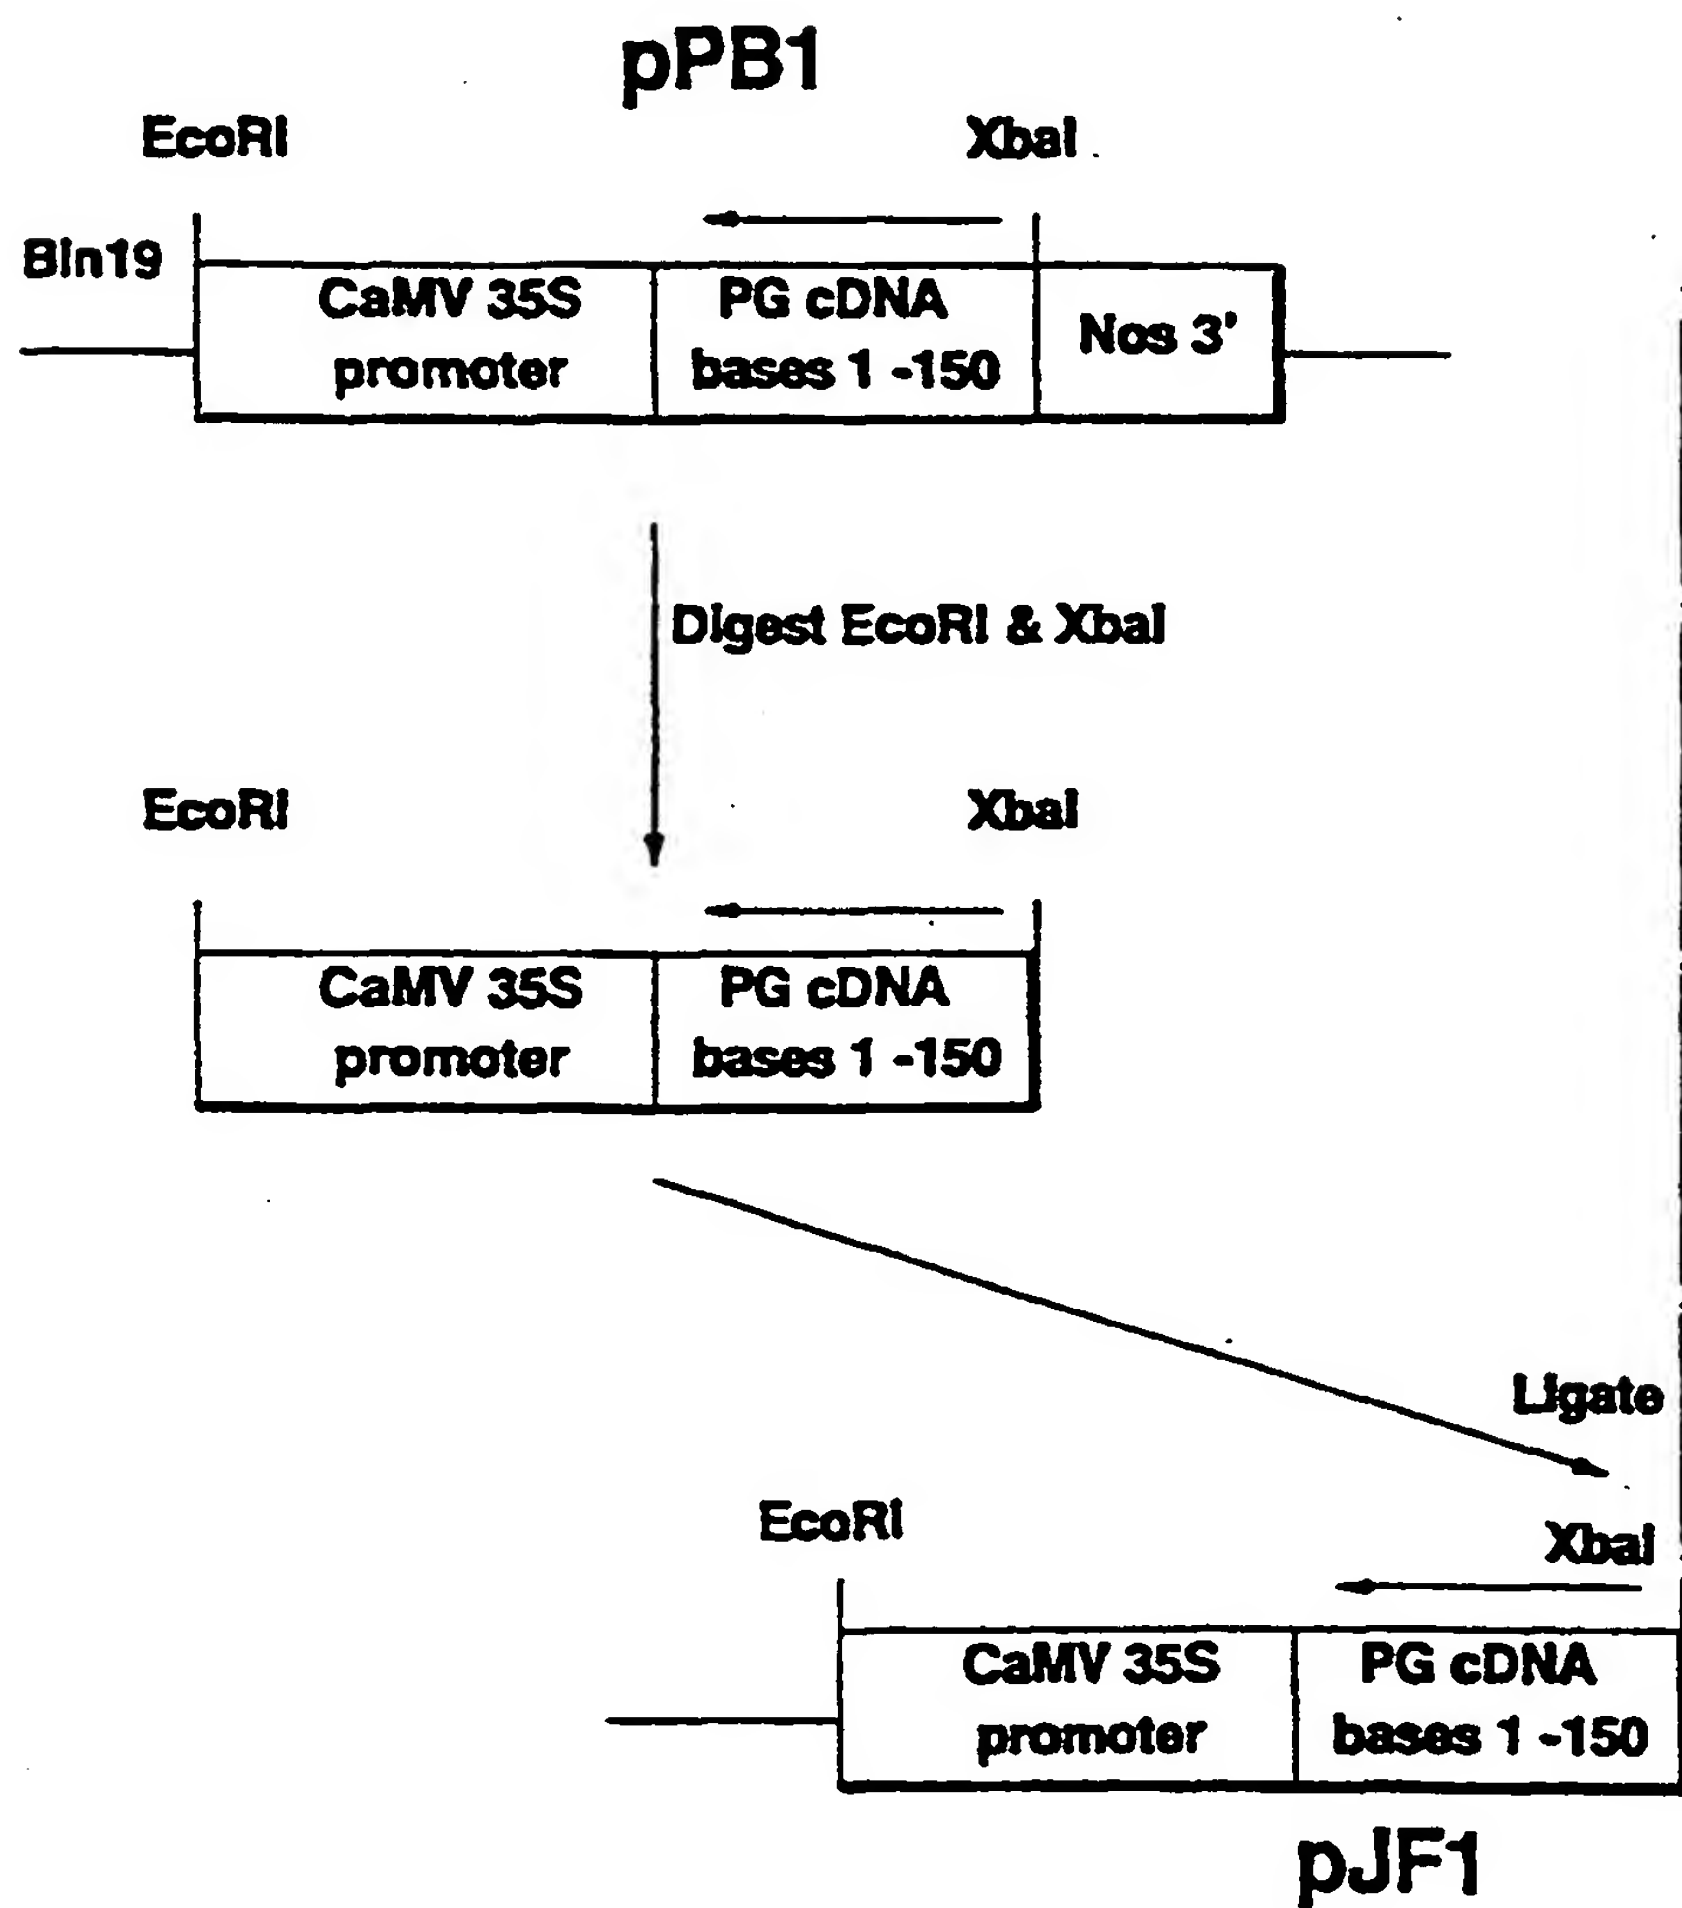 pPB1
EcoRI XbaI
Bin19
CaMV 35S PG cDNA
promoter bases 1 -150
Nos 3'
Digest EcoRI & XbaI
EcoRI XbaI
CaMV 35S PG cDNA
promoter bases 1 -150
Ligate
EcoRI XbaI
CaMV 35S PG cDNA
promoter bases 1 -150
pJF1